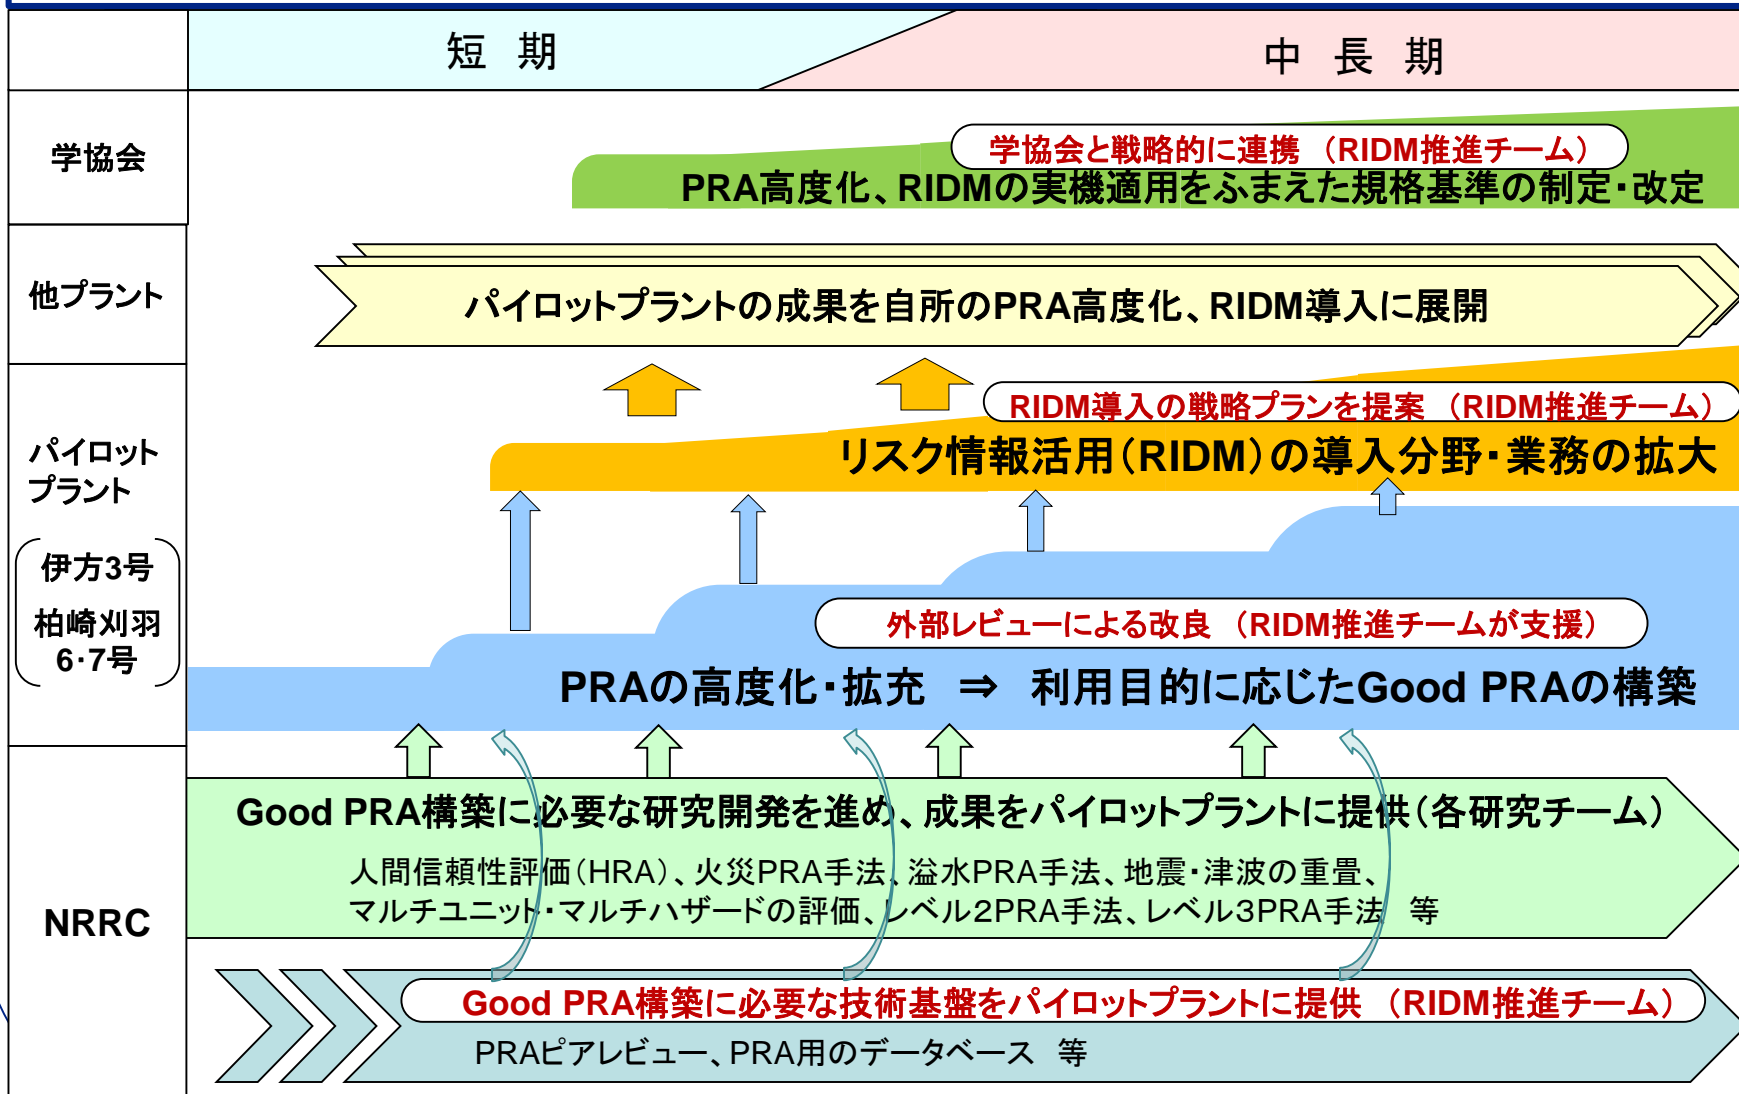 短 期
中 長 期
学協会
学協会と戦略的に連携 （RIDM推進チーム）
PRA高度化、RIDMの実機適用をふまえた規格基準の制定・改定
他プラント
パイロットプラントの成果を自所のPRA高度化、RIDM導入に展開
パイロット
プラント
伊方3号
柏崎刈羽
6・7号
RIDM導入の戦略プランを提案 （RIDM推進チーム）
リスク情報活用（RIDM）の導入分野・業務の拡大
外部レビューによる改良 （RIDM推進チームが支援）
PRAの高度化・拡充 ⇒ 利用目的に応じたGood PRAの構築
NRRC
Good PRA構築に必要な研究開発を進め、成果をパイロットプラントに提供（各研究チーム）
人間信頼性評価（HRA）、火災PRA手法、溢水PRA手法、地震・津波の重畳、
マルチユニット・マルチハザードの評価、レベル2PRA手法、レベル3PRA手法 等
Good PRA構築に必要な技術基盤をパイロットプラントに提供 （RIDM推進チーム）
PRAピアレビュー、PRA用のデータベース 等